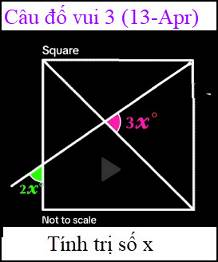 Câu đố vui 3 (13-Apr)
Square
3x°
2x°
Not to scale
Tính trị số x